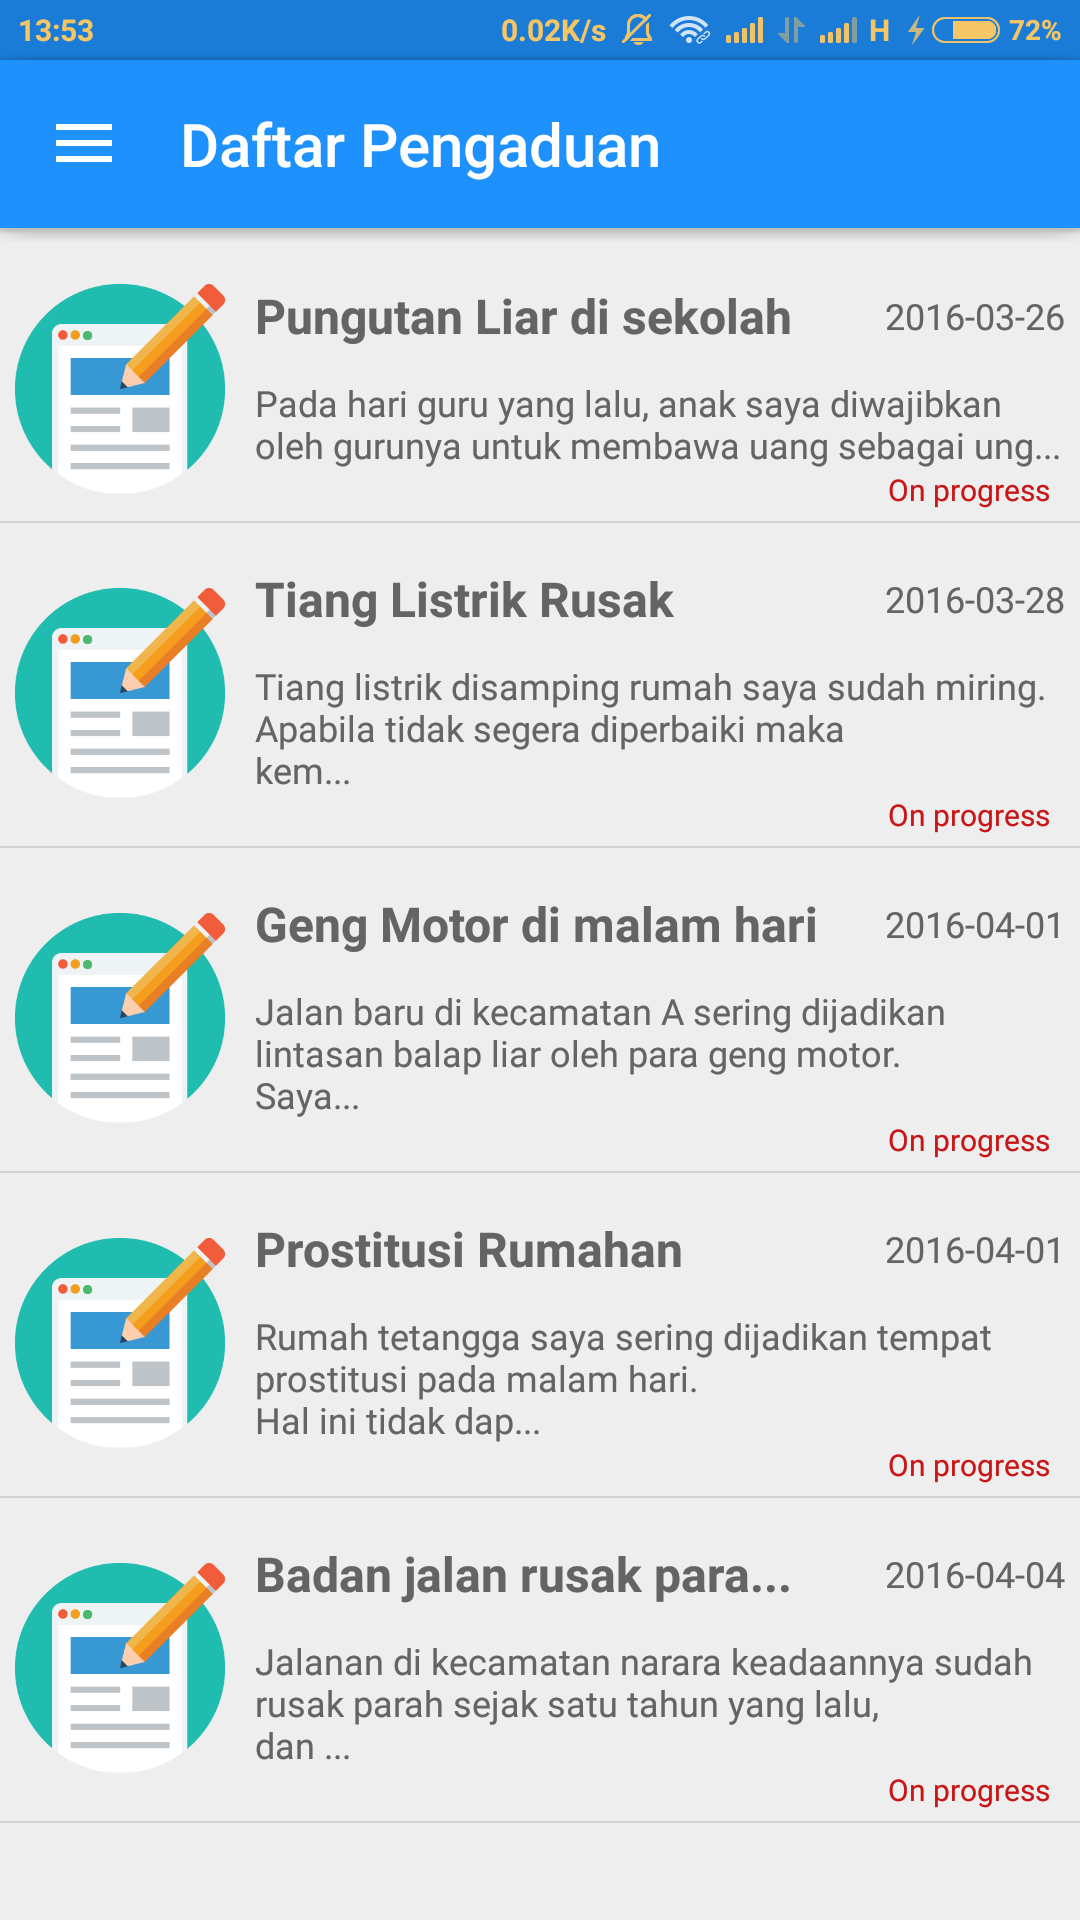 13:53 0.02K/s H 72%
Daftar Pengaduan
Pungutan Liar di sekolah 2016-03-26
Pada hari guru yang lalu, anak saya diwajibkan
oleh gurunya untuk membawa uang sebagai ung...
On progress
Tiang Listrik Rusak 2016-03-28
Tiang listrik disamping rumah saya sudah miring.
Apabila tidak segera diperbaiki maka
kem...
On progress
Geng Motor di malam hari 2016-04-01
Jalan baru di kecamatan A sering dijadikan
lintasan balap liar oleh para geng motor.
Saya...
On progress
Prostitusi Rumahan 2016-04-01
Rumah tetangga saya sering dijadikan tempat
prostitusi pada malam hari.
Hal ini tidak dap...
On progress
Badan jalan rusak para... 2016-04-04
Jalanan di kecamatan narara keadaannya sudah
rusak parah sejak satu tahun yang lalu,
dan ...
On progress